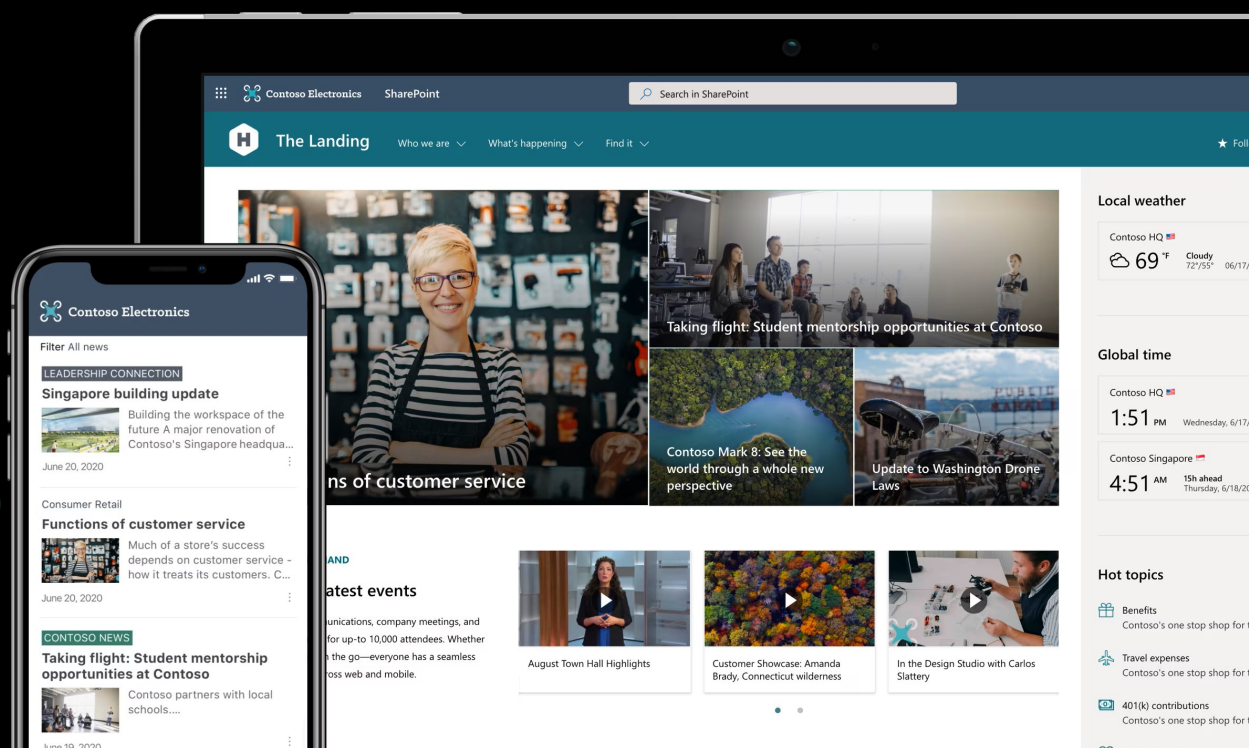 Contoso Electronics
SharePoint
Search in SharePoint
H
The Landing
Who we are
What's happening
Find it
Foll
ns of customer service
Taking flight: Student mentorship opportunities at Contoso
Contoso Mark 8: See the
world through a whole new
perspective
Update to Washington Drone
Laws
PUBLIC
MARKET
AND
atest events
unications, company meetings, and
for up-to 10,000 attendees. Whether
n the go—everyone has a seamless
ross web and mobile.
August Town Hall Highlights
Customer Showcase: Amanda
Brady, Connecticut wilderness
In the Design Studio with Carlos
Slattery
Local weather
Contoso HQ
69 °F
Cloudy
72°/55° 06/17/
Global time
Contoso HQ
1:51 PM Wednesday, 6/17/
Contoso Singapore
4:51 AM
15h ahead
Thursday, 6/18/20
Hot topics
Benefits
Contoso's one stop shop for t
Travel expenses
Contoso's one stop shop for t
401(k) contributions
Contoso's one stop shop for t
Contoso Electronics
Filter All news
LEADERSHIP CONNECTION
Singapore building update
Building the workspace of the
future A major renovation of
Contoso's Singapore headqua...
June 20, 2020
Consumer Retail
Functions of customer service
Much of a store's success
depends on customer service -
how it treats its customers. C...
June 20, 2020
CONTOSO NEWS
Taking flight: Student mentorship
opportunities at Contoso
Contoso partners with local
schools....
June 19, 2020